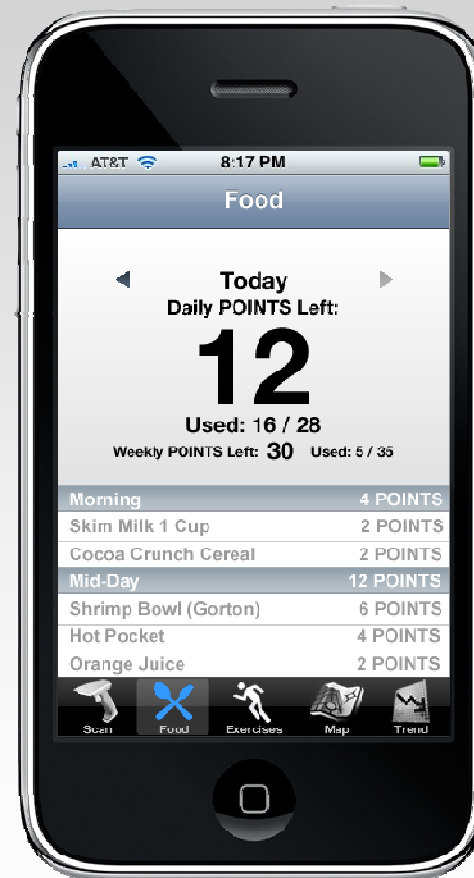 AT&T 8:17 PM
Food
Today
Daily POINTS Left:
12
Used: 16 / 28
Weekly POINTS Left: 30 Used: 5 / 35
Morning 4 POINTS
Skim Milk 1 Cup 2 POINTS
Cocoa Crunch Cereal 2 POINTS
Mid-Day 12 POINTS
Shrimp Bowl (Gorton) 6 POINTS
Hot Pocket 4 POINTS
Orange Juice 2 POINTS
Scan Food Exercises Map Trend